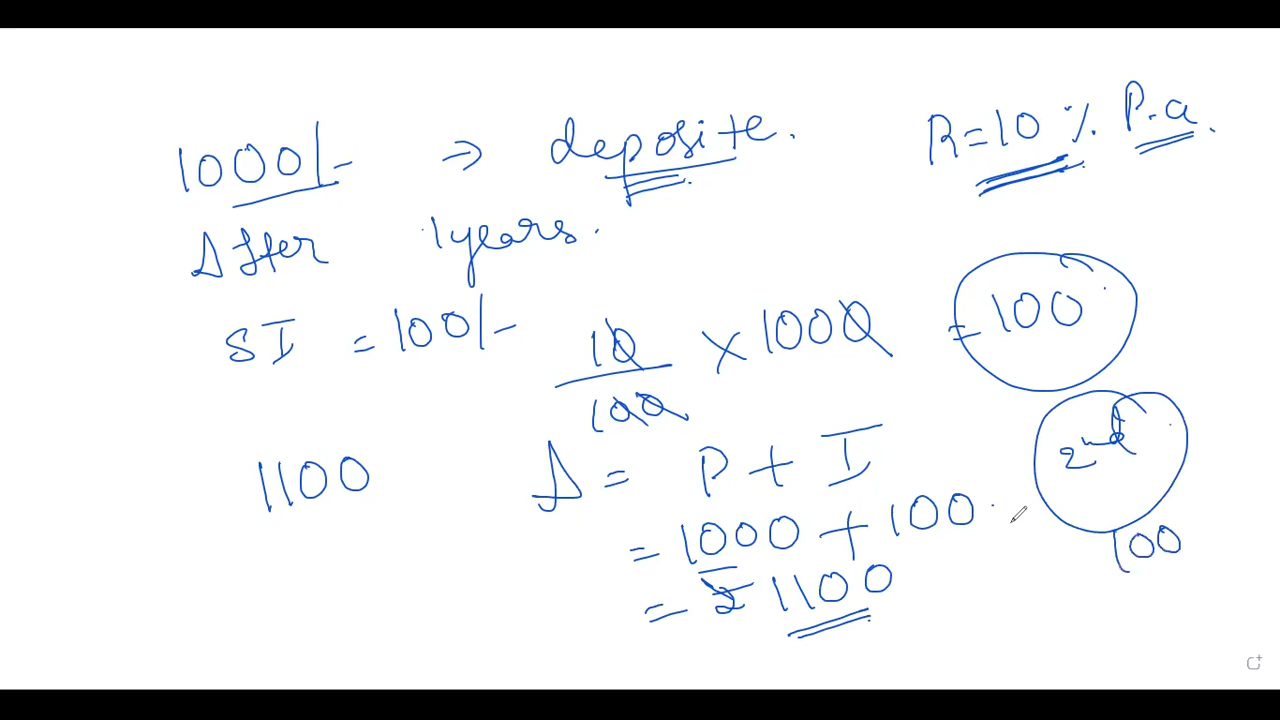 1000/- → deposite. R=10% P.a.
After 1years.
SI = 100/- 10/100 × 1000 = 100
2nd
1100 A = P + I
= 1000 + 100 100
= ₹ 1100